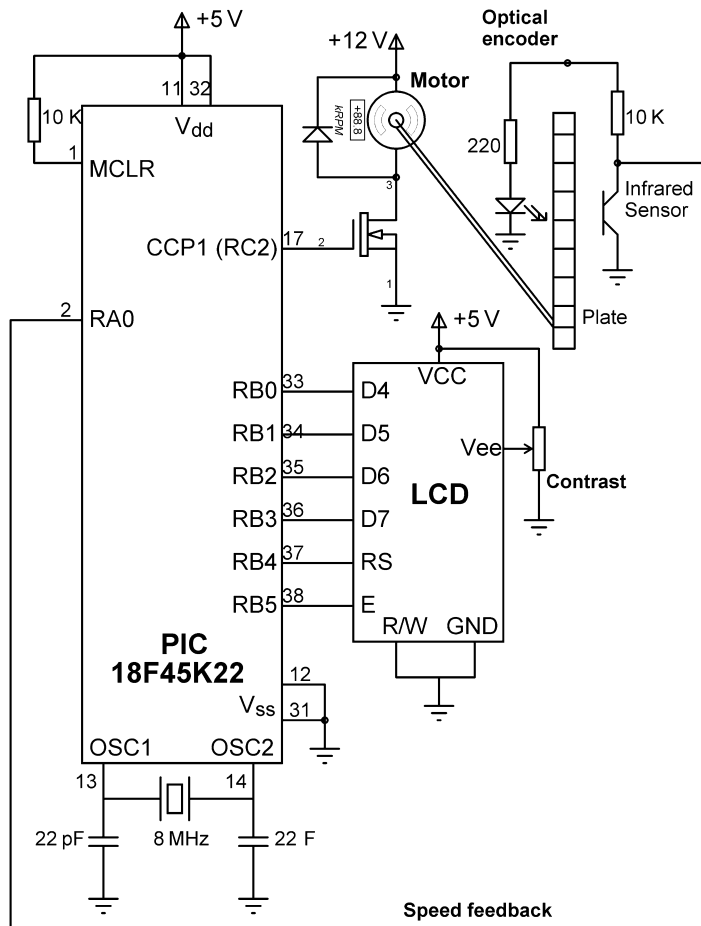 +5 V
Optical
encoder
+12 V
Motor
11 32
10 K
Vdd
+88.8
kRPM
220
10 K
1
MCLR
3
Infrared
Sensor
CCP1 (RC2)
17
2
1
2
RA0
Plate
+5 V
VCC
RB0
33
D4
RB1
34
D5
Vee
RB2
35
D6
Contrast
LCD
RB3
36
D7
RB4
37
RS
RB5
38
E
R/W
GND
PIC
18F45K22
12
Vss
31
OSC1
OSC2
13
14
22 pF
8 MHz
22 F
Speed feedback